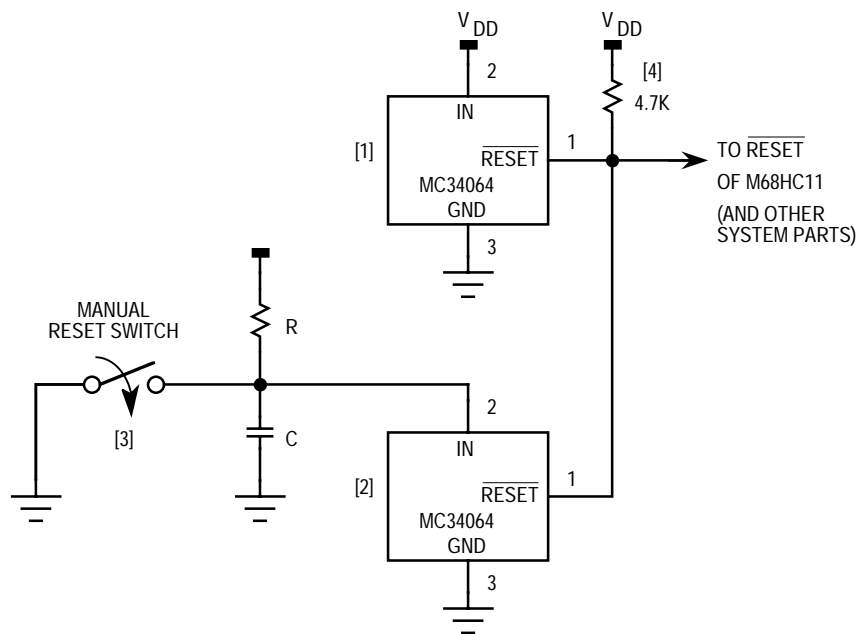 V DD
V DD
2
[4]
4.7K
IN
[1]
RESET
1
MC34064
GND
3
TO RESET
OF M68HC11
(AND OTHER
SYSTEM PARTS)
MANUAL
RESET SWITCH
R
[3]
C
2
IN
[2]
RESET
1
MC34064
GND
3